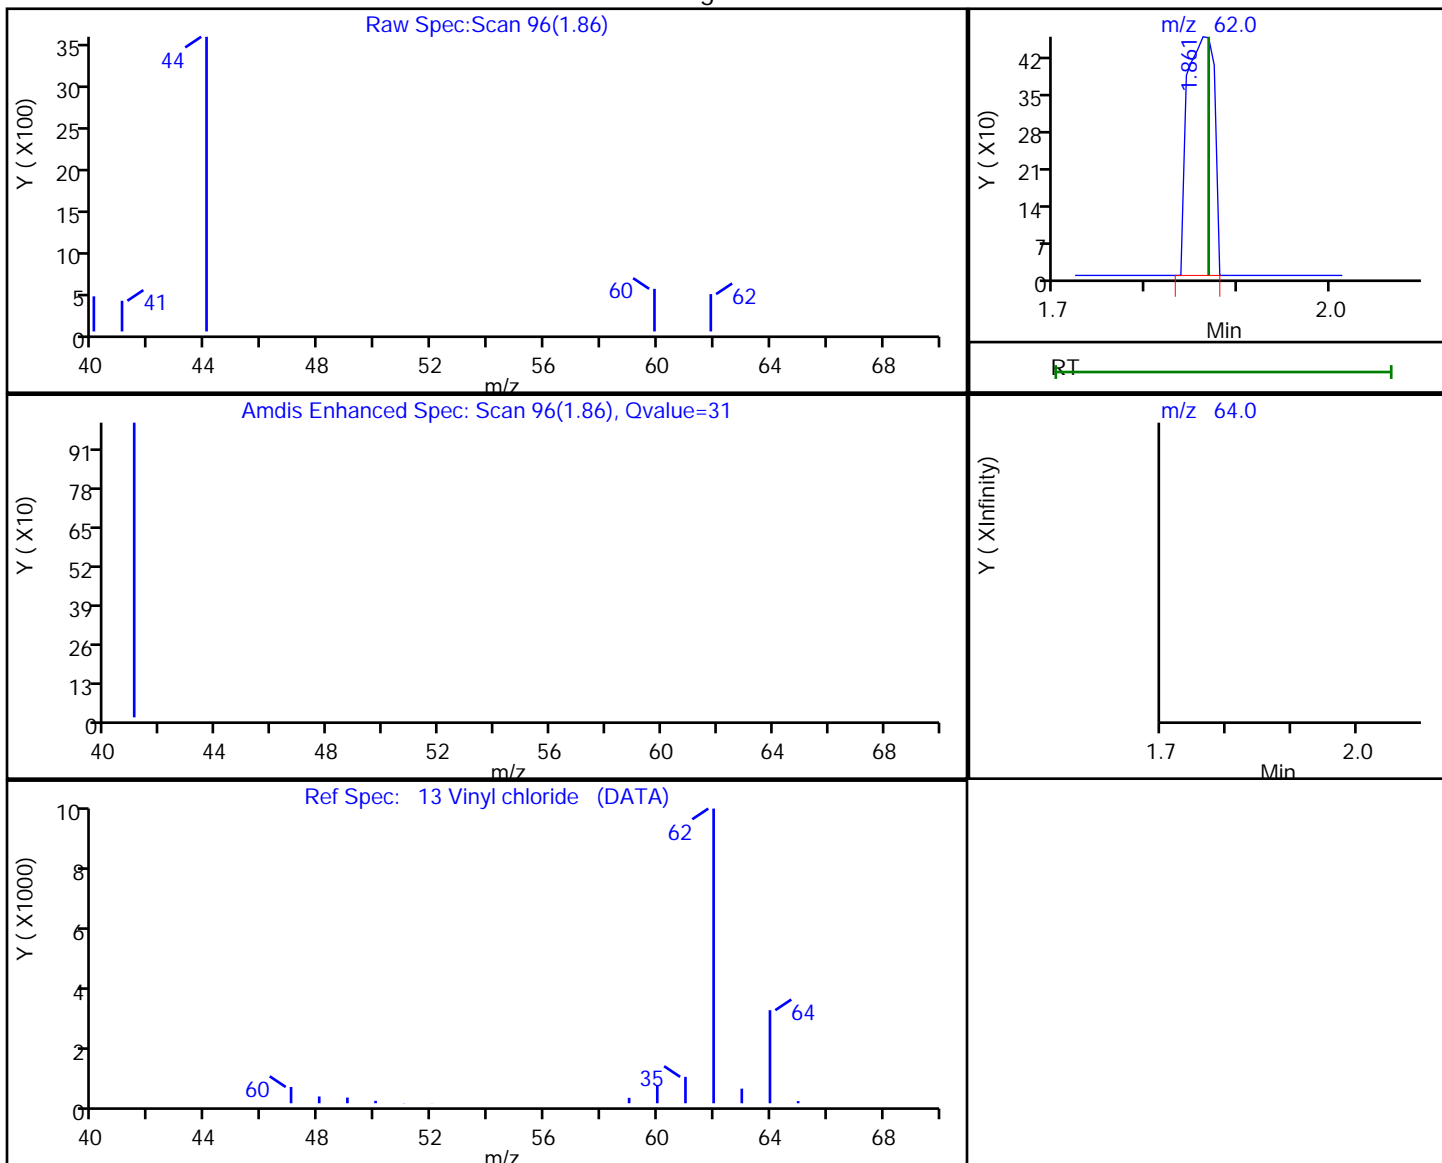 Raw Spec:Scan 96(1.86)
Y ( X100)
35
30
25
20
15
10
5
0
44
41
60
62
40 44 48 52 56 60 64 68
m/z
m/z 62.0
Y ( X10)
42
35
28
21
14
7
0
1.861
1.7 2.0
Min
RT
Amdis Enhanced Spec: Scan 96(1.86), Qvalue=31
Y ( X10)
91
78
65
52
39
26
13
0
40 44 48 52 56 60 64 68
m/z
m/z 64.0
Y ( XInfinity)
1.7 2.0
Min
Ref Spec: 13 Vinyl chloride (DATA)
Y ( X1000)
10
8
6
4
2
0
62
64
60
35
40 44 48 52 56 60 64 68
m/z